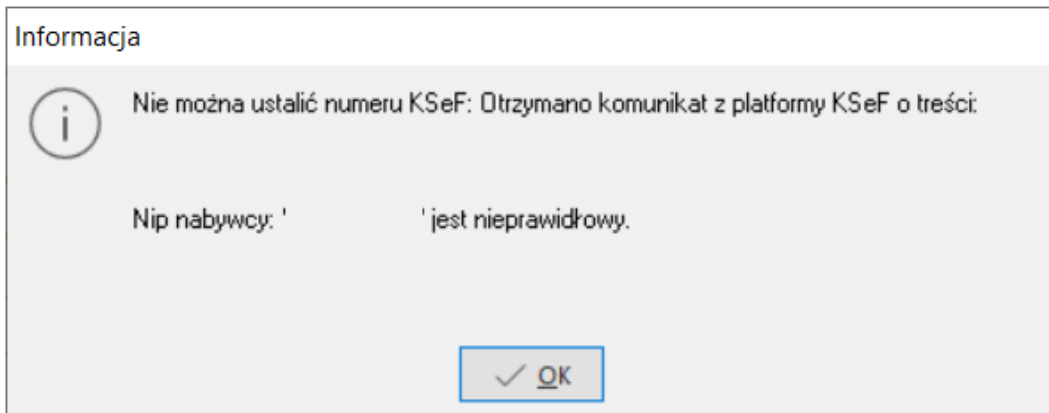 Informacja
Nie można ustalić numeru KSeF: Otrzymano komunikat z platformy KSeF o treści:
Nip nabywcy: ' ' jest nieprawidłowy.
OK